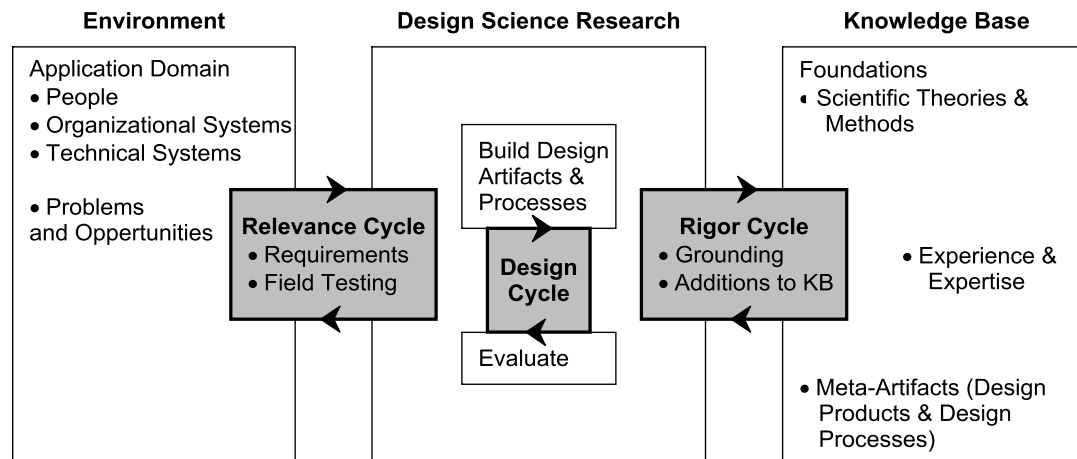 Environment
Design Science Research
Knowledge Base
Application Domain
• People
• Organizational Systems
• Technical Systems
• Problems
and Oppertunities
Relevance Cycle
• Requirements
• Field Testing
Build Design
Artifacts &
Processes
Design
Cycle
Evaluate
Rigor Cycle
• Grounding
• Additions to KB
Foundations
• Scientific Theories &
Methods
• Experience &
Expertise
• Meta-Artifacts (Design
Products & Design
Processes)